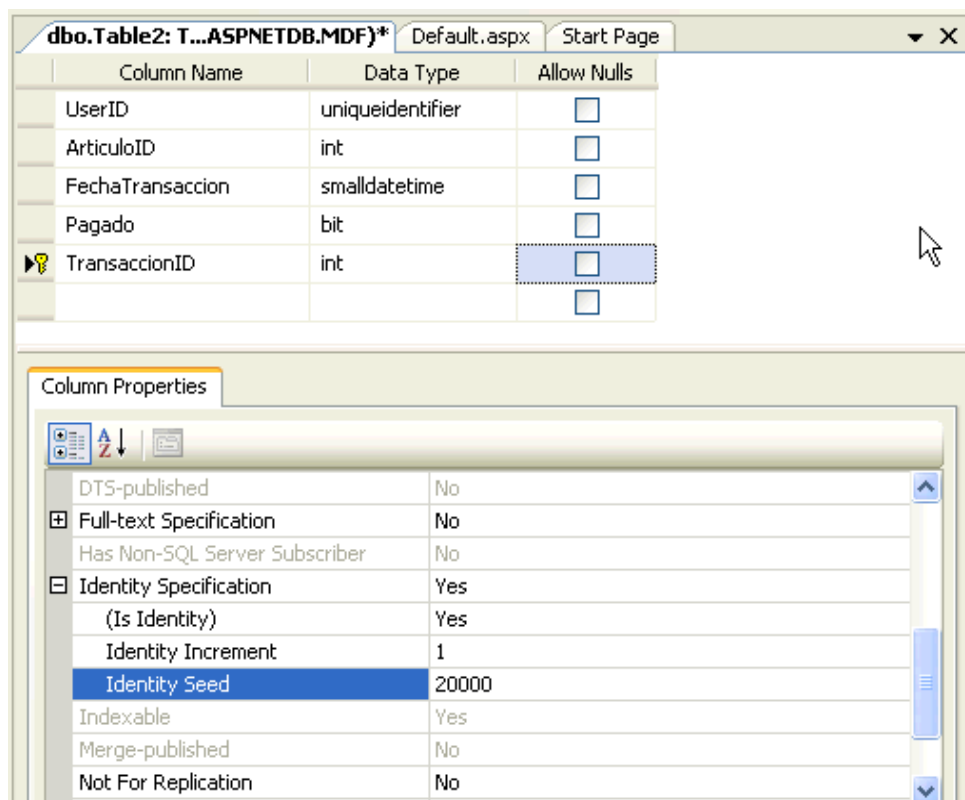 dbo.Table2: T...ASPNETDB.MDF)* Default.aspx Start Page
Column Name Data Type Allow Nulls
UserID uniqueidentifier
ArticuloID int
FechaTransaccion smalldatetime
Pagado bit
TransaccionID int
Column Properties
DTS-published No
Full-text Specification No
Has Non-SQL Server Subscriber No
Identity Specification Yes
(Is Identity) Yes
Identity Increment 1
Identity Seed 20000
Indexable Yes
Merge-published No
Not For Replication No